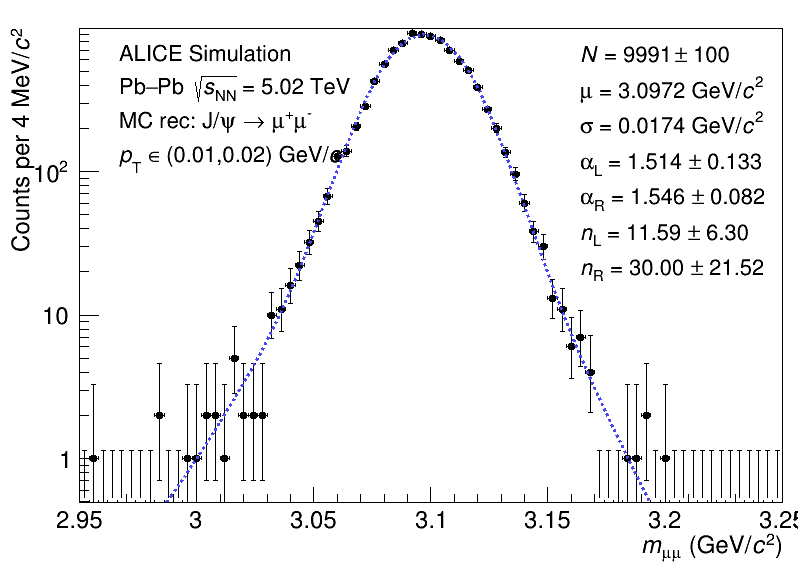 ALICE Simulation
Pb–Pb √sNN = 5.02 TeV
MC rec: J/ψ → μ+μ-
pT ∈ (0.01,0.02) GeV/c
N = 9991 ± 100
μ = 3.0972 GeV/c²
σ = 0.0174 GeV/c²
αL = 1.514 ± 0.133
αR = 1.546 ± 0.082
nL = 11.59 ± 6.30
nR = 30.00 ± 21.52
Counts per 4 MeV/c²
10²
10
1
2.95 3 3.05 3.1 3.15 3.2 3.25
mμμ (GeV/c²)